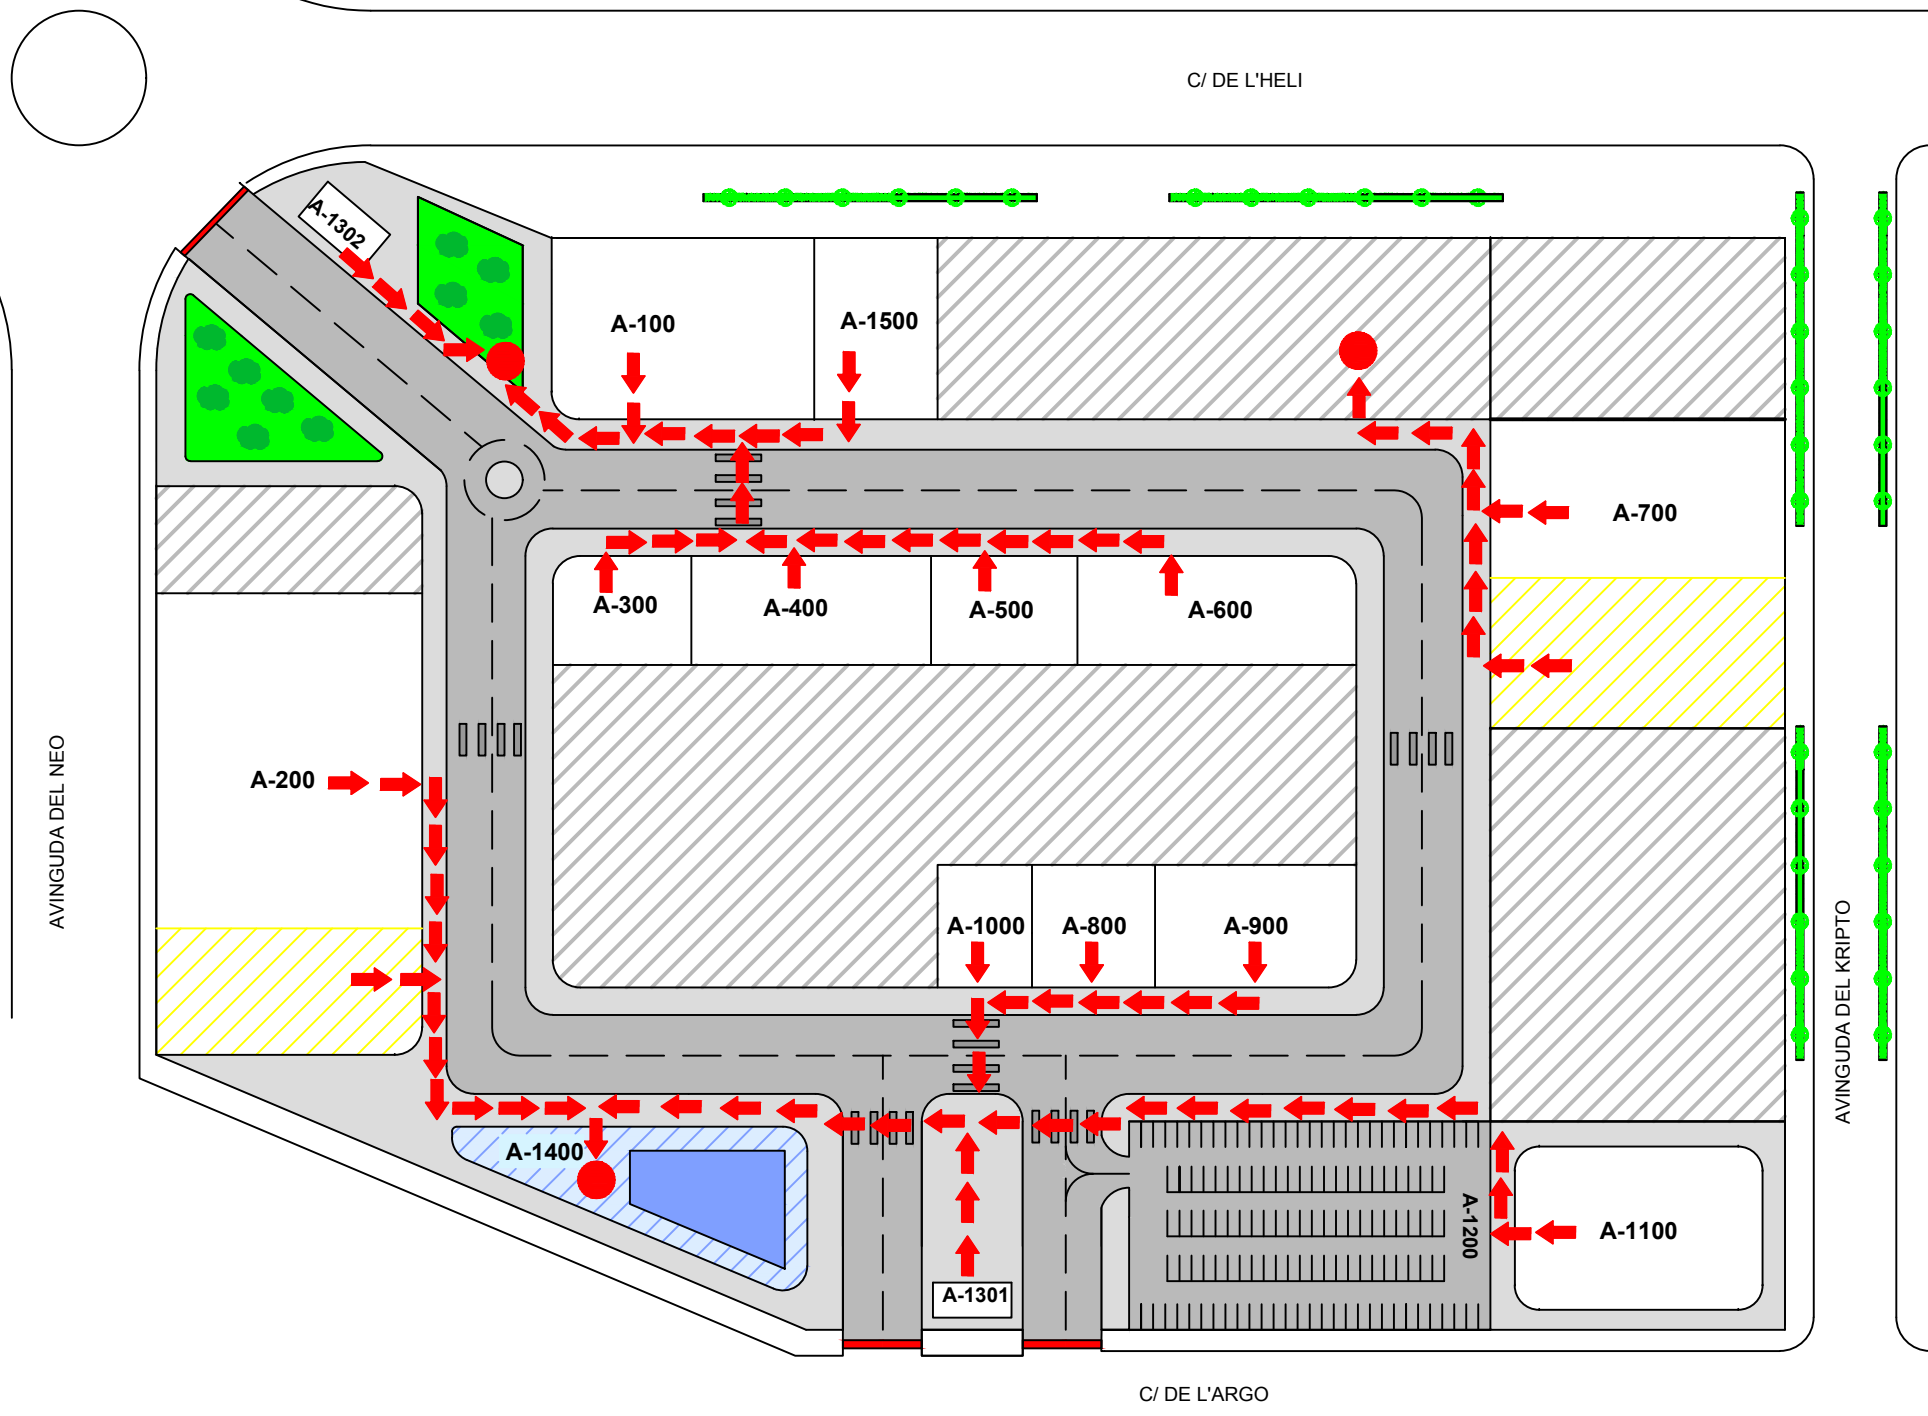 C/ DE L'HELI
A-1302
A-100
A-1500
A-700
A-300
A-400
A-500
A-600
A-200
AVINGUDA DEL NEO
A-1000
A-800
A-900
AVINGUDA DEL KRIPTO
A-1400
A-1200
A-1100
A-1301
C/ DE L'ARGO